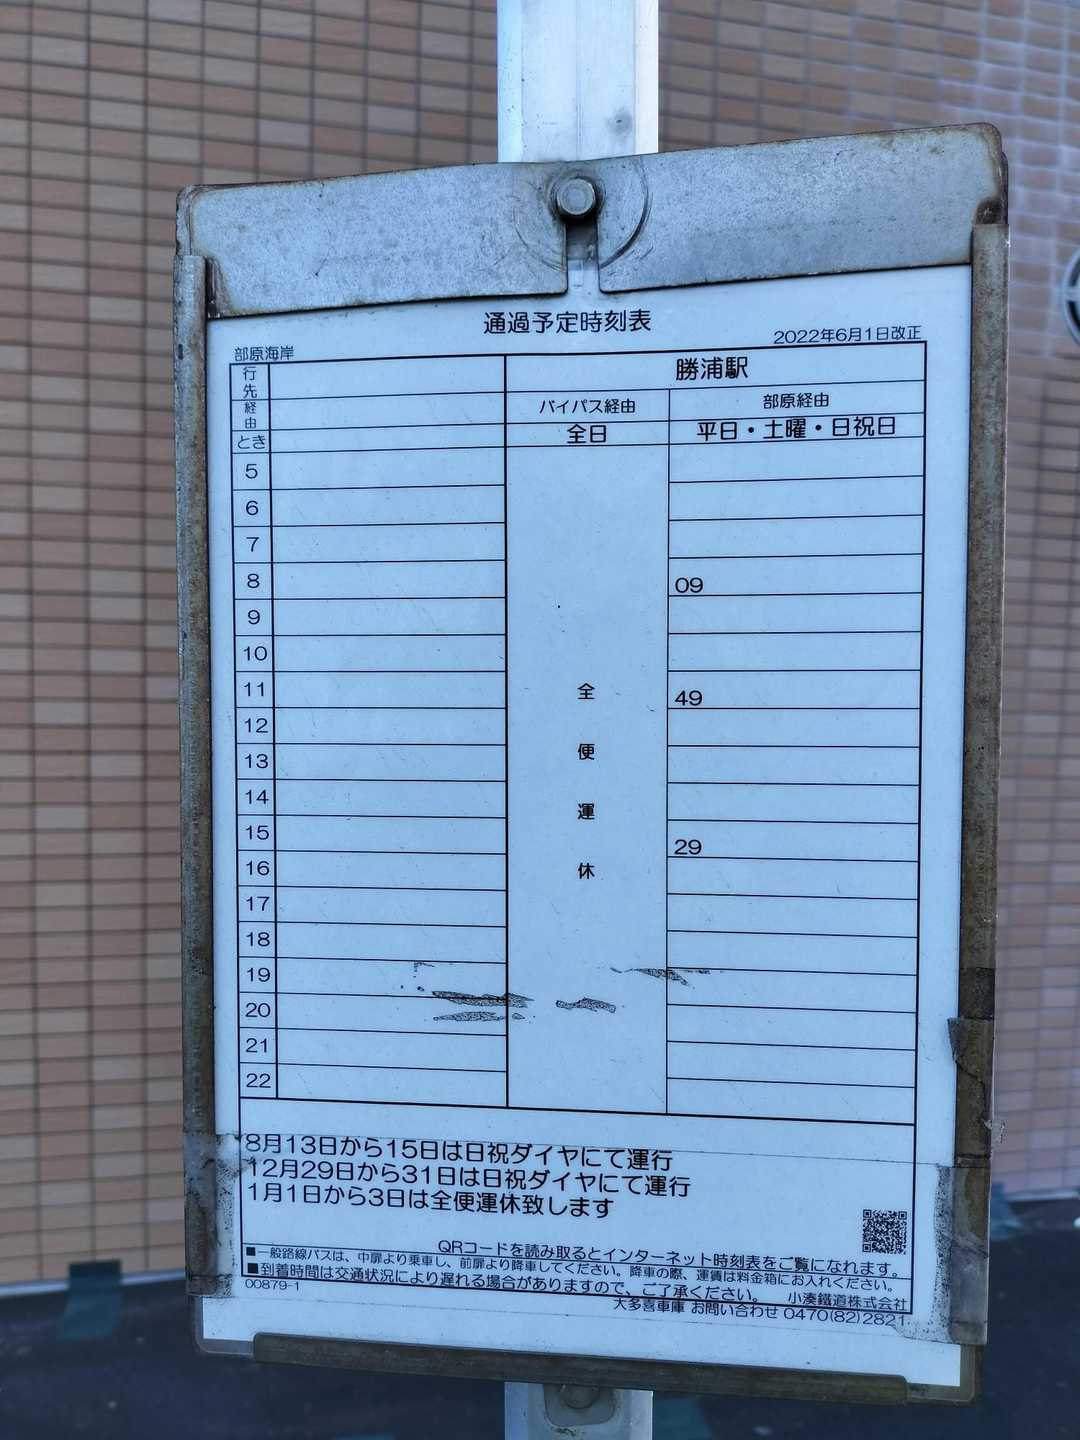 通過予定時刻表
2022年6月1日改正
部原海岸
行先
勝浦駅
経由
バイパス経由
部原経由
とき
全日
平日・土曜・日祝日
5
6
7
8 09
9
10
11 49
12
13
14
15 29
16
17
18
19
20
21
22
全便運休
8月13日から15日は日祝ダイヤにて運行
12月29日から31日は日祝ダイヤにて運行
1月1日から3日は全便運休致します
QRコードを読み取るとインターネット時刻表をご覧になれます。
■一般路線バスは、中扉より乗車し、前扉より降車してください。降車の際、運賃は料金箱にお入れください。
■到着時間は交通状況により遅れる場合がありますので、ご了承ください。 小湊鐵道株式会社
00879-1
大多喜車庫 お問い合わせ 0470(82)2821